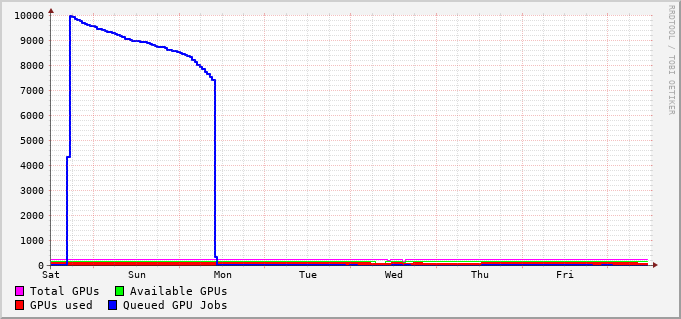 10000
9000
8000
7000
6000
5000
4000
3000
2000
1000
0
Sat Sun Mon Tue Wed Thu Fri
Total GPUs Available GPUs
GPUs used Queued GPU Jobs
RRDTOOL / TOBI OETIKER